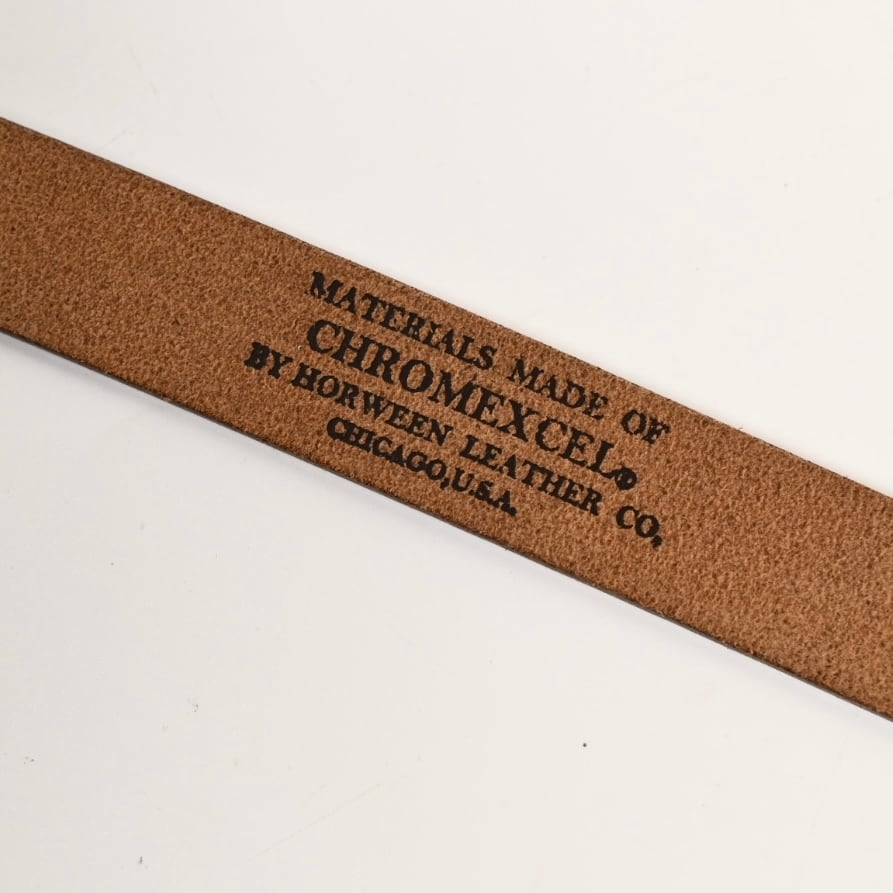 MATERIALS MADE OF
CHROMEXCEL®
BY HORWEEN LEATHER CO,
CHICAGO,U.S.A.